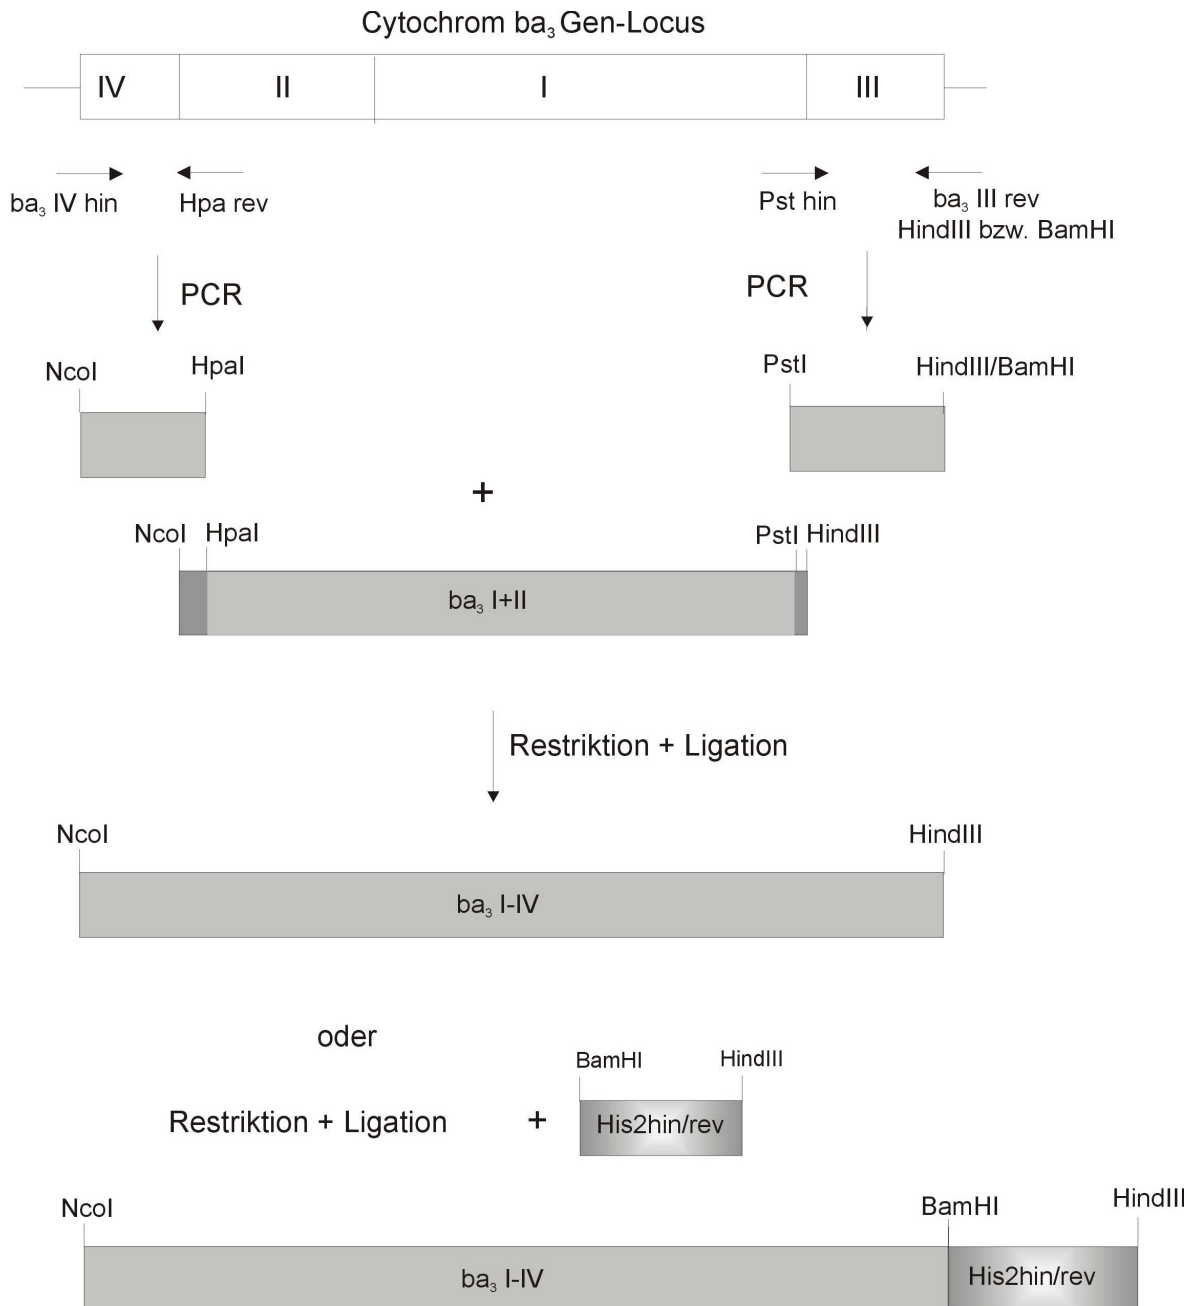 Cytochrom ba₃ Gen-Locus
IV II I III
ba₃ IV hin Hpa rev Pst hin ba₃ III rev
HindIII bzw. BamHI
PCR PCR
NcoI HpaI PstI HindIII/BamHI
+
NcoI HpaI PstI HindIII
ba₃ I+II
Restriktion + Ligation
NcoI HindIII
ba₃ I-IV
oder
BamHI HindIII
Restriktion + Ligation + His2hin/rev
NcoI BamHI HindIII
ba₃ I-IV His2hin/rev